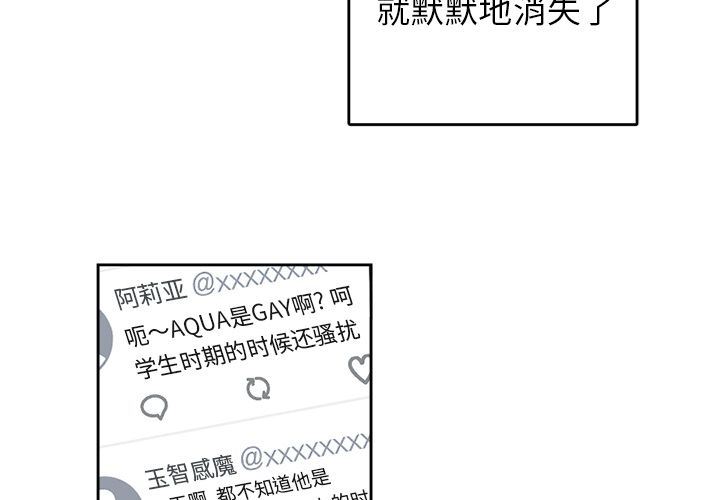 就默默地消失了
阿莉亚 @xxxxxxxx
呃～AQUA是GAY啊? 呵
学生时期的时候还骚扰
玉智感魔 @xxxxxxxx
都不知道他是
的时